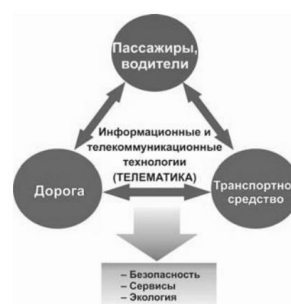 Пассажиры,
водители
Информационные и
телекоммуникационные
технологии
(ТЕЛЕМАТИКА)
Дорога
Транспортно
средство
– Безопасность
– Сервисы
– Экология